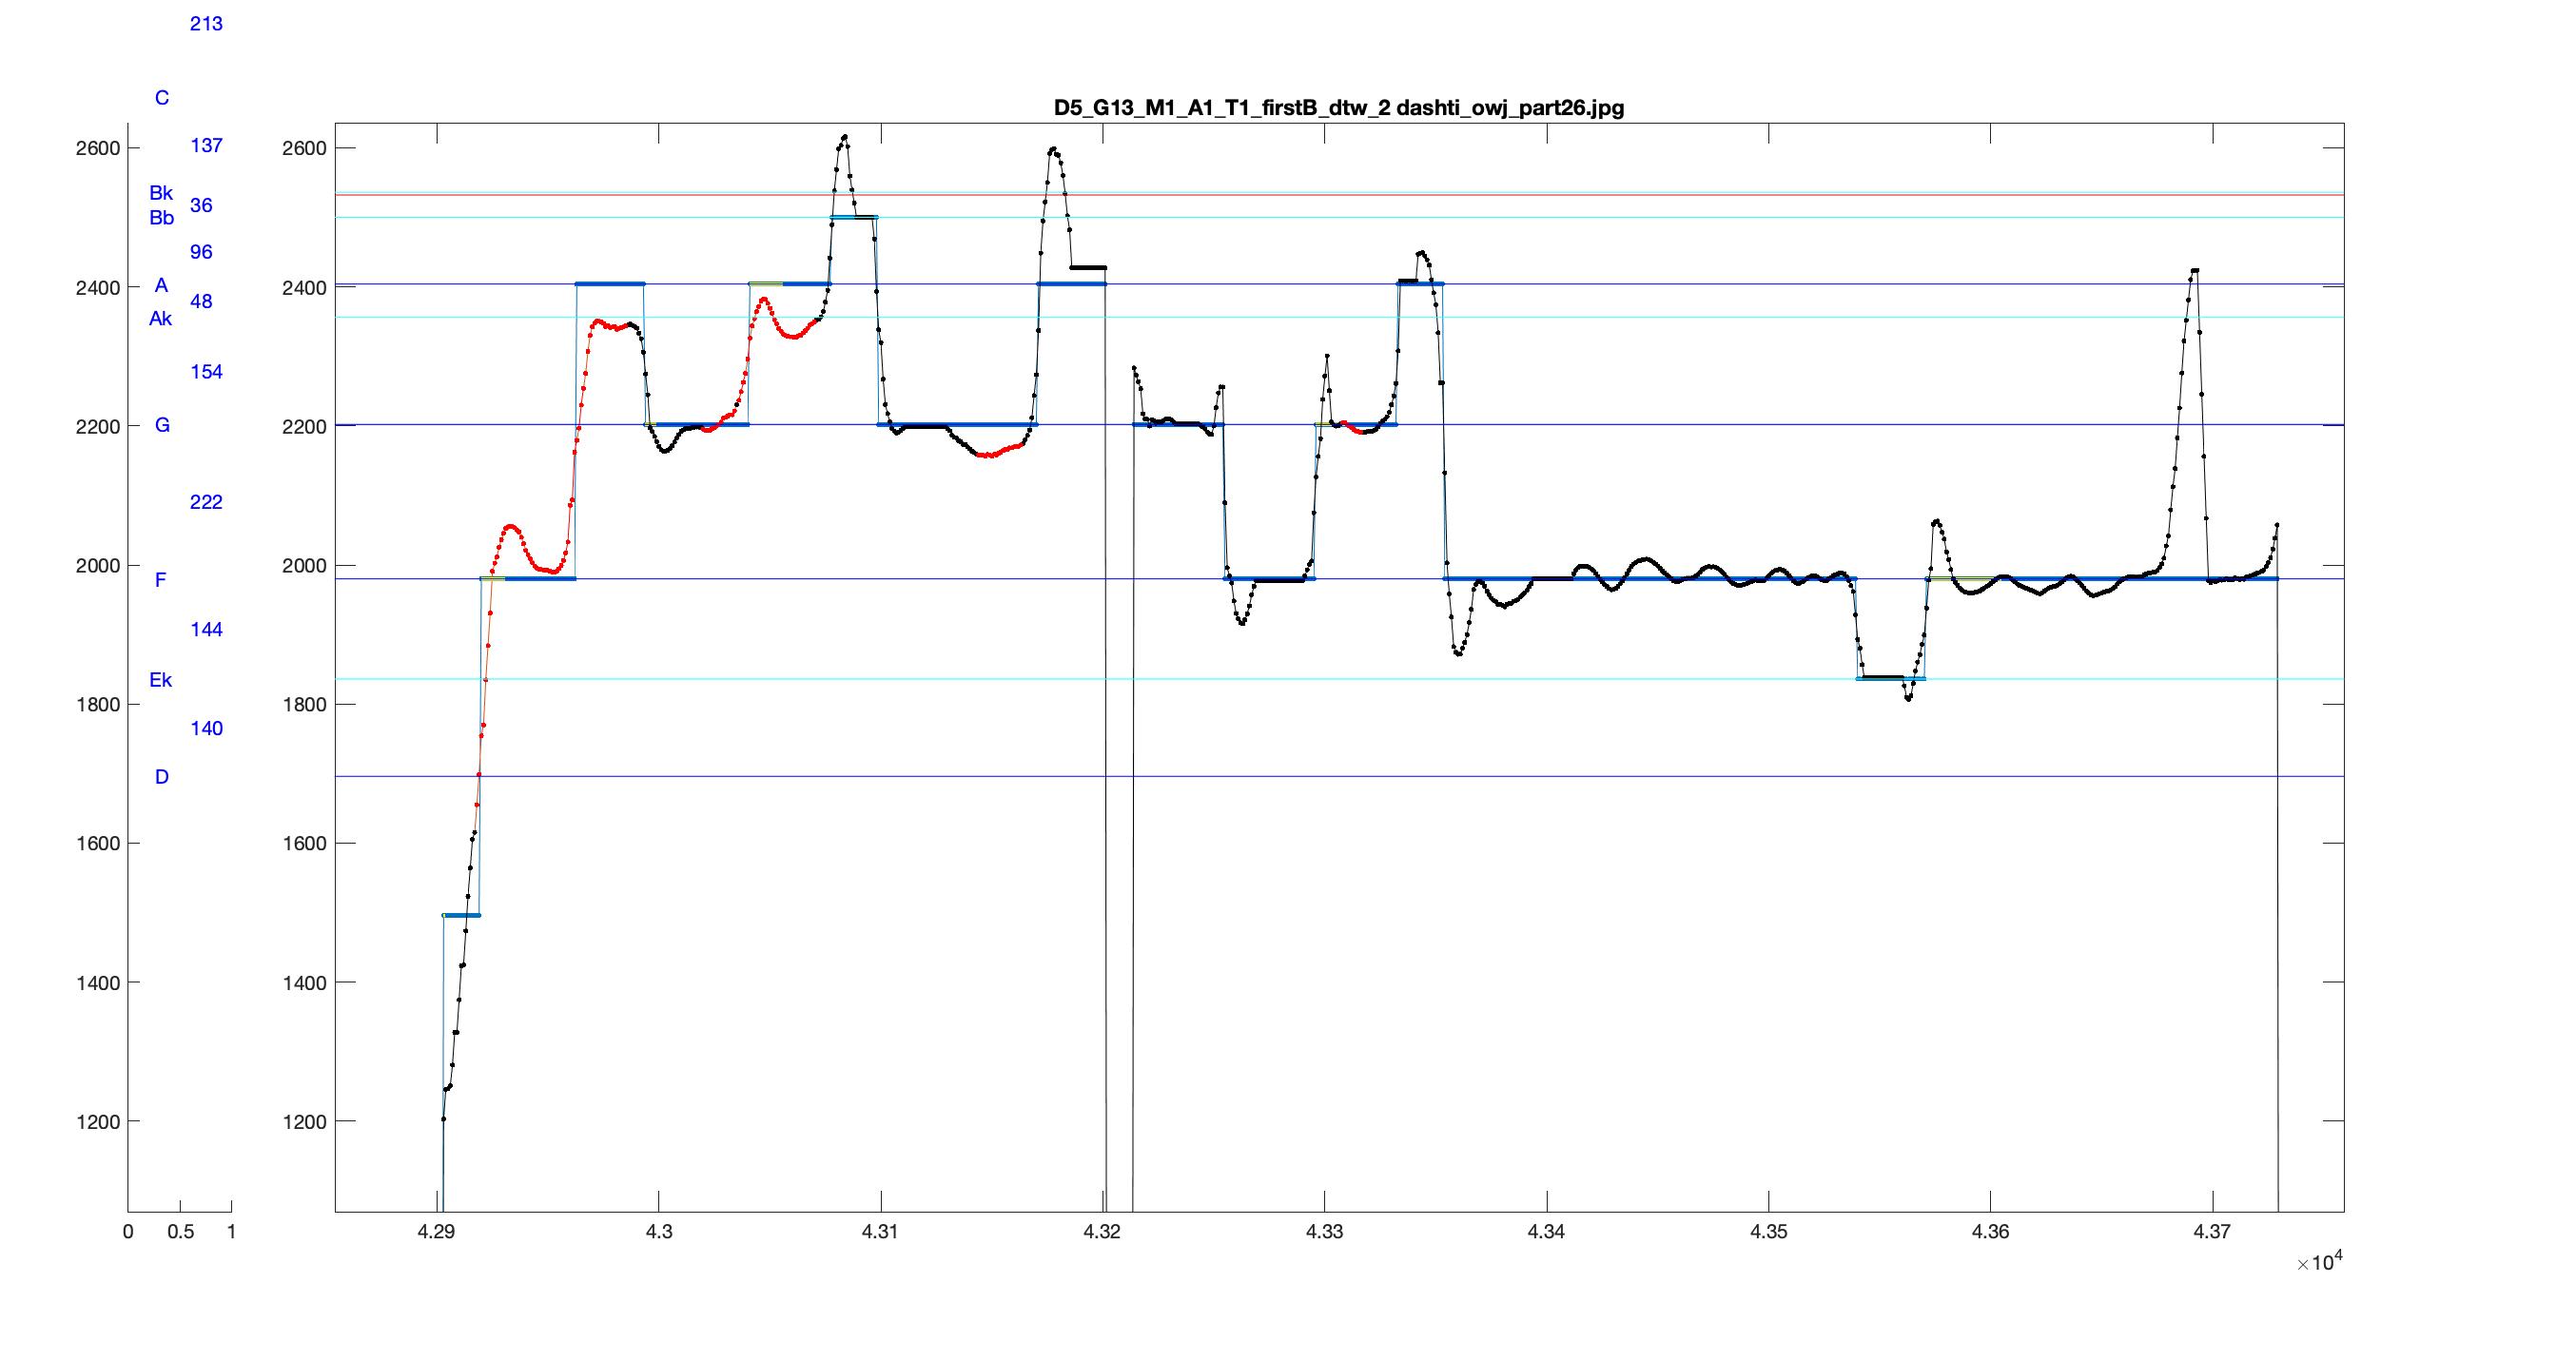 213
C
D5_G13_M1_A1_T1_firstB_dtw_2 dashti_owj_part26.jpg
2600 137 2600
Bk 36
Bb
96
2400 A 2400
48
Ak
154
2200 G 2200
222
2000 2000
F
144
Ek
1800 1800
140
D
1600 1600
1400 1400
1200 1200
0 0.5 1 4.29 4.3 4.31 4.32 4.33 4.34 4.35 4.36 4.37
×10⁴